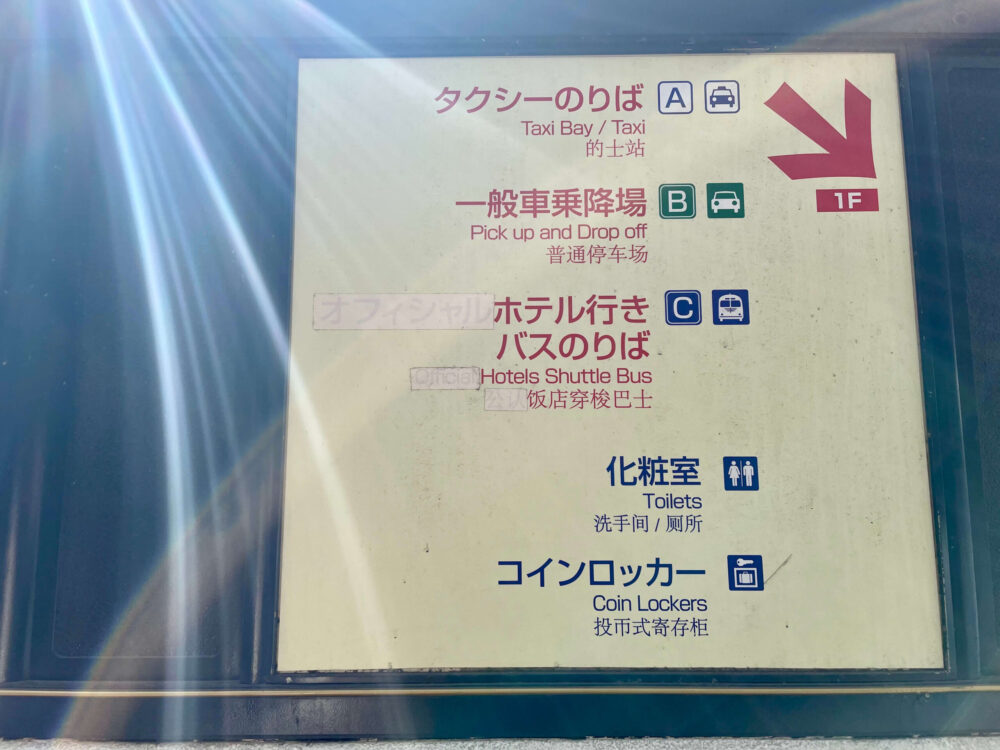 タクシーのりば A
Taxi Bay / Taxi
的士站
1F
一般車乗降場 B
Pick up and Drop off
普通停车场
オフィシャルホテル行き C
バスのりば
Official Hotels Shuttle Bus
公认饭店穿梭巴士
化粧室
Toilets
洗手间 / 厕所
コインロッカー
Coin Lockers
投币式寄存柜